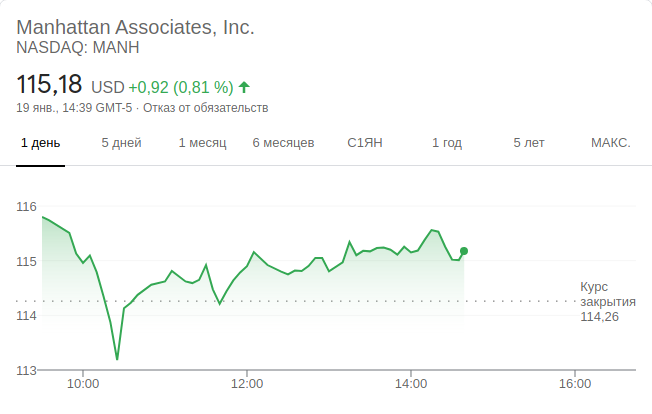 Manhattan Associates, Inc.
NASDAQ: MANH
115,18 USD +0,92 (0,81 %) ↑
19 янв., 14:39 GMT-5 · Отказ от обязательств
1 день 5 дней 1 месяц 6 месяцев С1ЯН 1 год 5 лет МАКС.
116
115
Курс
закрытия
114,26
114
113
10:00 12:00 14:00 16:00